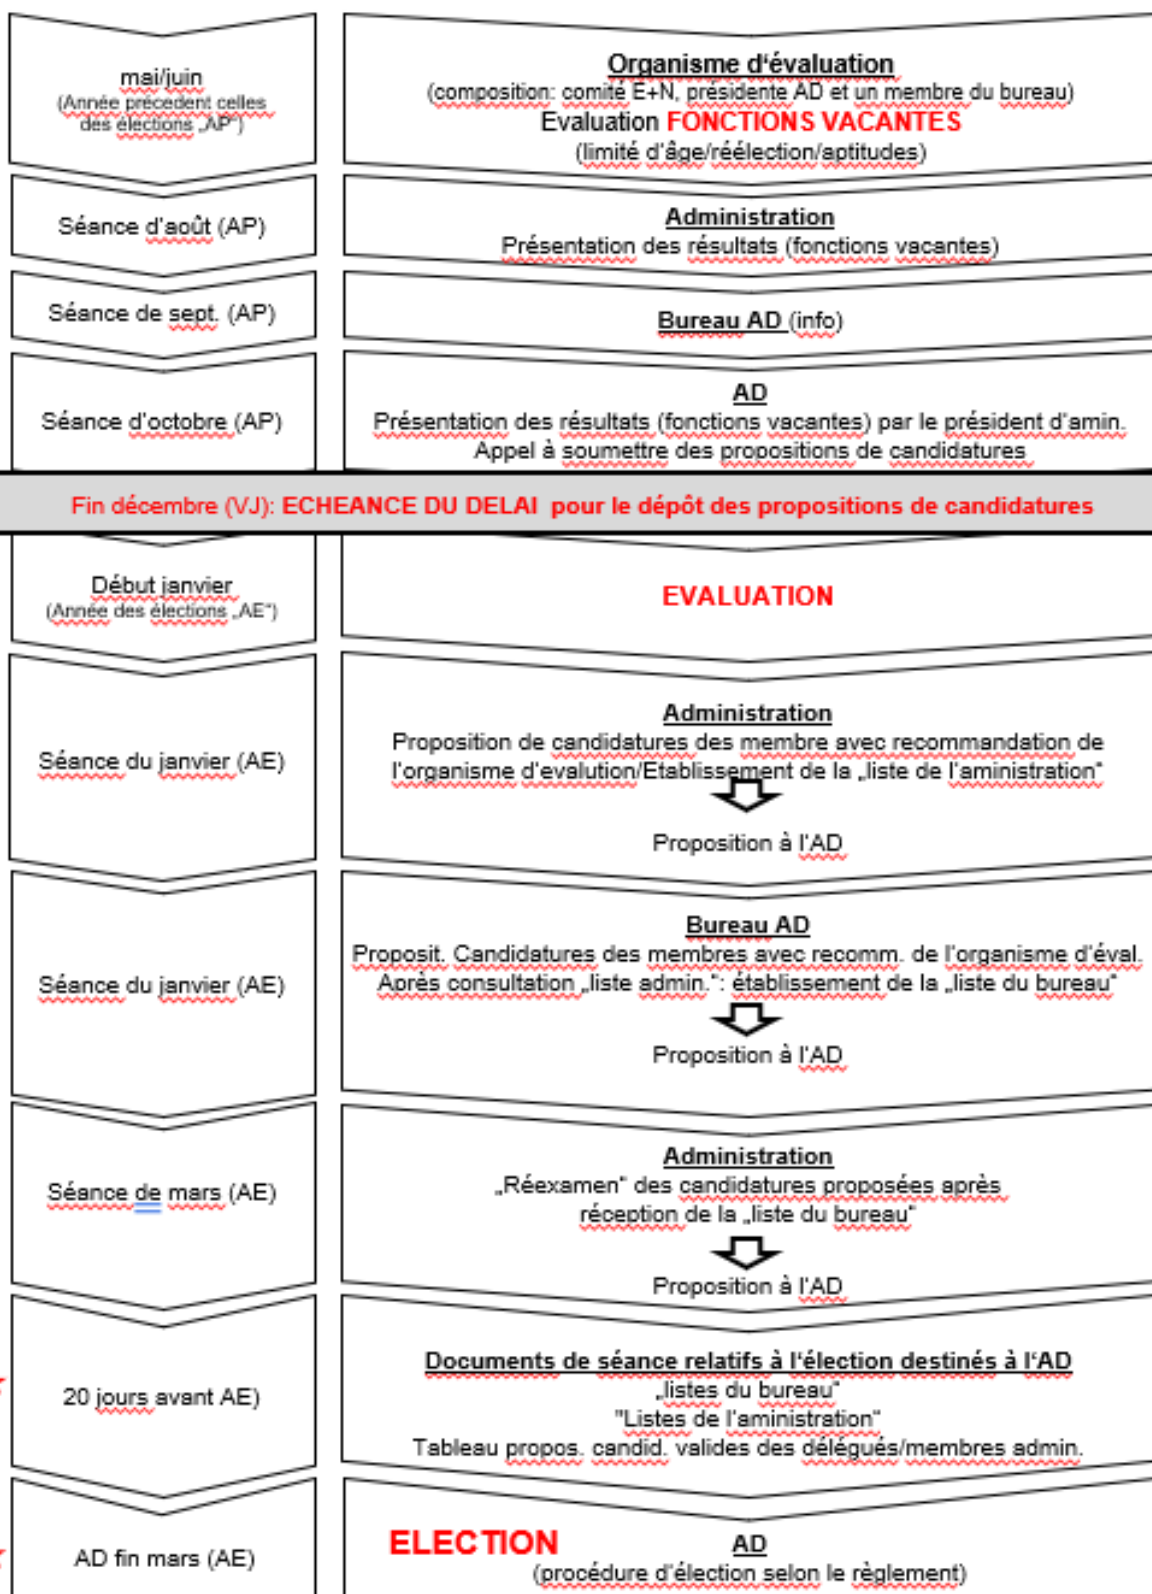 mai/juin
(Année précedent celles
des élections „AP“)
Organisme d‘évaluation
(composition: comité E+N, présidente AD et un membre du bureau)
Evaluation FONCTIONS VACANTES
(limité d’âge/réélection/aptitudes)
Séance d’août (AP)
Administration
Présentation des résultats (fonctions vacantes)
Séance de sept. (AP)
Bureau AD (info)
Séance d’octobre (AP)
AD
Présentation des résultats (fonctions vacantes) par le président d’amin.
Appel à soumettre des propositions de candidatures
Fin décembre (VJ): ECHEANCE DU DELAI pour le dépôt des propositions de candidatures
Début janvier
(Année des élections „AE“)
EVALUATION
Séance du janvier (AE)
Administration
Proposition de candidatures des membre avec recommandation de
l’organisme d’evalution/Etablissement de la „liste de l’aministration“
Proposition à l’AD
Séance du janvier (AE)
Bureau AD
Proposit. Candidatures des membres avec recomm. de l’organisme d’éval.
Après consultation „liste admin.“: établissement de la „liste du bureau“
Proposition à l’AD
Séance de mars (AE)
Administration
„Réexamen“ des candidatures proposées après
réception de la „liste du bureau“
Proposition à l’AD
20 jours avant AE)
Documents de séance relatifs à l‘élection destinés à l‘AD
„listes du bureau“
"Listes de l’aministration“
Tableau propos. candid. valides des délégués/membres admin.
AD fin mars (AE)
ELECTION AD
(procédure d’élection selon le règlement)